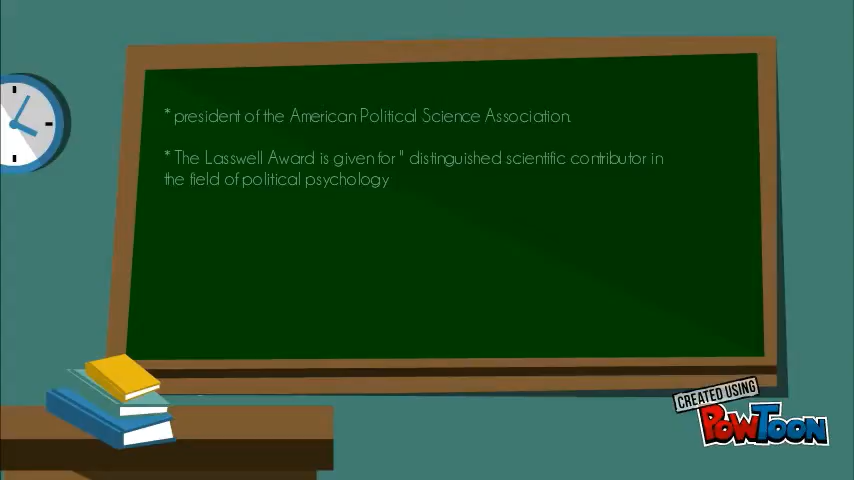 * president of the American Political Science Association.
* The Lasswell Award is given for " distinguished scientific contributor in
the field of political psychology
CREATED USING
POWTOON